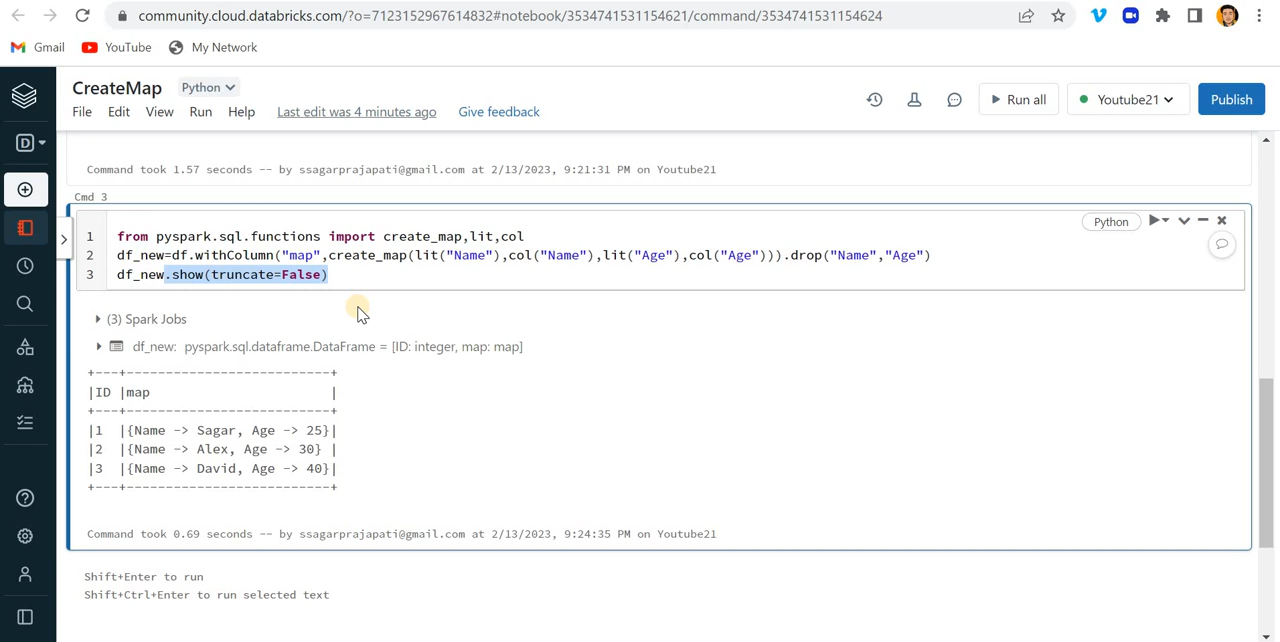 community.cloud.databricks.com/?o=7123152967614832#notebook/3534741531154621/command/3534741531154624
Gmail YouTube My Network
CreateMap Python
File Edit View Run Help Last edit was 4 minutes ago Give feedback
Run all Youtube21 Publish
D
Command took 1.57 seconds -- by ssagarprajapati@gmail.com at 2/13/2023, 9:21:31 PM on Youtube21
Cmd 3
Python
1 from pyspark.sql.functions import create_map,lit,col
2 df_new=df.withColumn("map",create_map(lit("Name"),col("Name"),lit("Age"),col("Age"))).drop("Name","Age")
3 df_new.show(truncate=False)
(3) Spark Jobs
df_new: pyspark.sql.dataframe.DataFrame = [ID: integer, map: map]
+---+--------------------------+
|ID |map                       |
+---+--------------------------+
|1  |{Name -> Sagar, Age -> 25}|
|2  |{Name -> Alex, Age -> 30} |
|3  |{Name -> David, Age -> 40}|
+---+--------------------------+
Command took 0.69 seconds -- by ssagarprajapati@gmail.com at 2/13/2023, 9:24:35 PM on Youtube21
Shift+Enter to run
Shift+Ctrl+Enter to run selected text